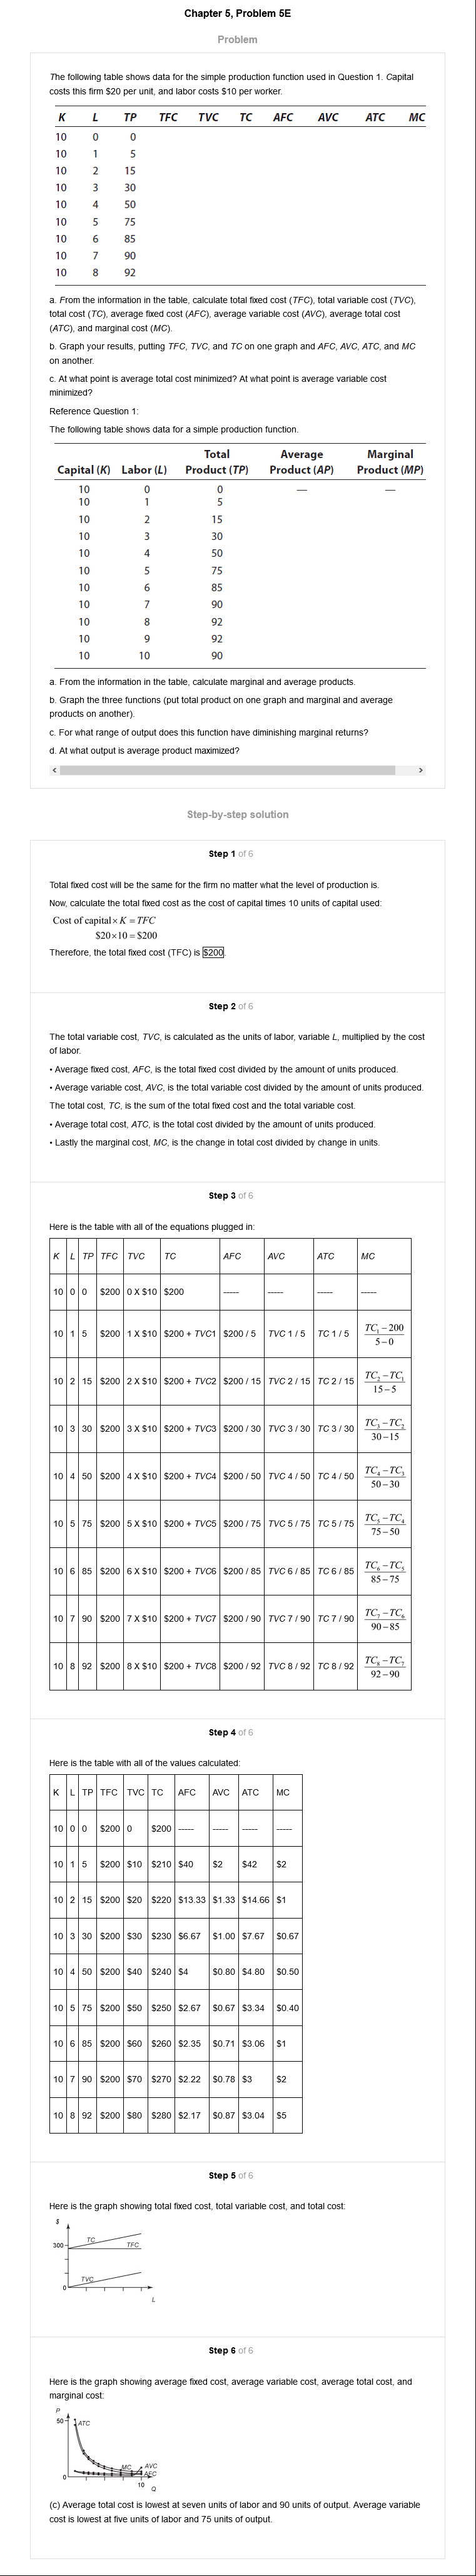 Chapter 5, Problem 5E
Problem
The following table shows data for the simple production function used in Question 1. Capital
costs this firm $20 per unit, and labor costs $10 per worker.
K L TP TFC TVC TC AFC AVC ATC MC
10 0 0
10 1 5
10 2 15
10 3 30
10 4 50
10 5 75
10 6 85
10 7 90
10 8 92
a. From the information in the table, calculate total fixed cost (TFC), total variable cost (TVC),
total cost (TC), average fixed cost (AFC), average variable cost (AVC), average total cost
(ATC), and marginal cost (MC).
b. Graph your results, putting TFC, TVC, and TC on one graph and AFC, AVC, ATC, and MC
on another.
c. At what point is average total cost minimized? At what point is average variable cost
minimized?
Reference Question 1:
The following table shows data for a simple production function.
Total Average Marginal
Capital (K) Labor (L) Product (TP) Product (AP) Product (MP)
10 0 0 — —
10 1 5
10 2 15
10 3 30
10 4 50
10 5 75
10 6 85
10 7 90
10 8 92
10 9 92
10 10 90
a. From the information in the table, calculate marginal and average products.
b. Graph the three functions (put total product on one graph and marginal and average
products on another).
c. For what range of output does this function have diminishing marginal returns?
d. At what output is average product maximized?
Step-by-step solution
Step 1 of 6
Total fixed cost will be the same for the firm no matter what the level of production is.
Now, calculate the total fixed cost as the cost of capital times 10 units of capital used:
Cost of capital × K = TFC
$20×10 = $200
Therefore, the total fixed cost (TFC) is $200.
Step 2 of 6
The total variable cost, TVC, is calculated as the units of labor, variable L, multiplied by the cost
of labor.
• Average fixed cost, AFC, is the total fixed cost divided by the amount of units produced.
• Average variable cost, AVC, is the total variable cost divided by the amount of units produced.
The total cost, TC, is the sum of the total fixed cost and the total variable cost.
• Average total cost, ATC, is the total cost divided by the amount of units produced.
• Lastly the marginal cost, MC, is the change in total cost divided by change in units.
Step 3 of 6
Here is the table with all of the equations plugged in:
K L TP TFC TVC TC AFC AVC ATC MC
10 0 0 $200 0 X $10 $200 ----- ----- ----- -----
10 1 5 $200 1 X $10 $200 + TVC1 $200 / 5 TVC 1 / 5 TC 1 / 5 TC₁ – 200
5 – 0
10 2 15 $200 2 X $10 $200 + TVC2 $200 / 15 TVC 2 / 15 TC 2 / 15 TC₂ – TC₁
15 – 5
10 3 30 $200 3 X $10 $200 + TVC3 $200 / 30 TVC 3 / 30 TC 3 / 30 TC₃ – TC₂
30 – 15
10 4 50 $200 4 X $10 $200 + TVC4 $200 / 50 TVC 4 / 50 TC 4 / 50 TC₄ – TC₃
50 – 30
10 5 75 $200 5 X $10 $200 + TVC5 $200 / 75 TVC 5 / 75 TC 5 / 75 TC₅ – TC₄
75 – 50
10 6 85 $200 6 X $10 $200 + TVC6 $200 / 85 TVC 6 / 85 TC 6 / 85 TC₆ – TC₅
85 – 75
10 7 90 $200 7 X $10 $200 + TVC7 $200 / 90 TVC 7 / 90 TC 7 / 90 TC₇ – TC₆
90 – 85
10 8 92 $200 8 X $10 $200 + TVC8 $200 / 92 TVC 8 / 92 TC 8 / 92 TC₈ – TC₇
92 – 90
Step 4 of 6
Here is the table with all of the values calculated:
K L TP TFC TVC TC AFC AVC ATC MC
10 0 0 $200 0 $200 ----- ----- ----- -----
10 1 5 $200 $10 $210 $40 $2 $42 $2
10 2 15 $200 $20 $220 $13.33 $1.33 $14.66 $1
10 3 30 $200 $30 $230 $6.67 $1.00 $7.67 $0.67
10 4 50 $200 $40 $240 $4 $0.80 $4.80 $0.50
10 5 75 $200 $50 $250 $2.67 $0.67 $3.34 $0.40
10 6 85 $200 $60 $260 $2.35 $0.71 $3.06 $1
10 7 90 $200 $70 $270 $2.22 $0.78 $3 $2
10 8 92 $200 $80 $280 $2.17 $0.87 $3.04 $5
Step 5 of 6
Here is the graph showing total fixed cost, total variable cost, and total cost:
$
TC
300
TFC
TVC
0
L
Step 6 of 6
Here is the graph showing average fixed cost, average variable cost, average total cost, and
marginal cost:
P
50
ATC
MC
AVC
AFC
0
10
Q
(c) Average total cost is lowest at seven units of labor and 90 units of output. Average variable
cost is lowest at five units of labor and 75 units of output.